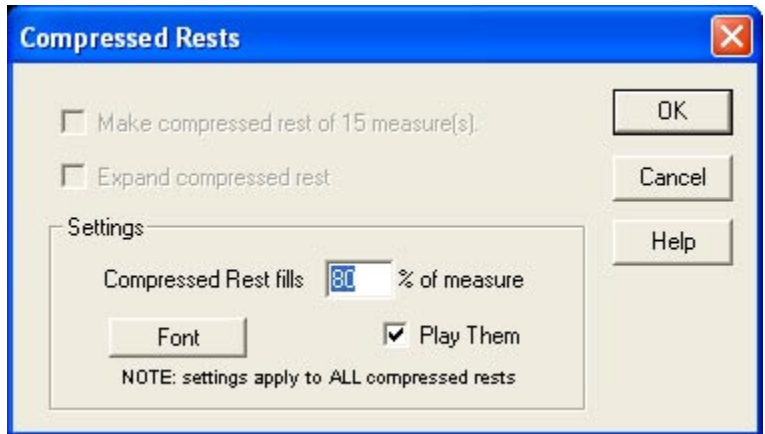 Compressed Rests
Make compressed rest of 15 measure(s).
OK
Expand compressed rest
Cancel
Settings
Help
Compressed Rest fills 80 % of measure
Font
Play Them
NOTE: settings apply to ALL compressed rests